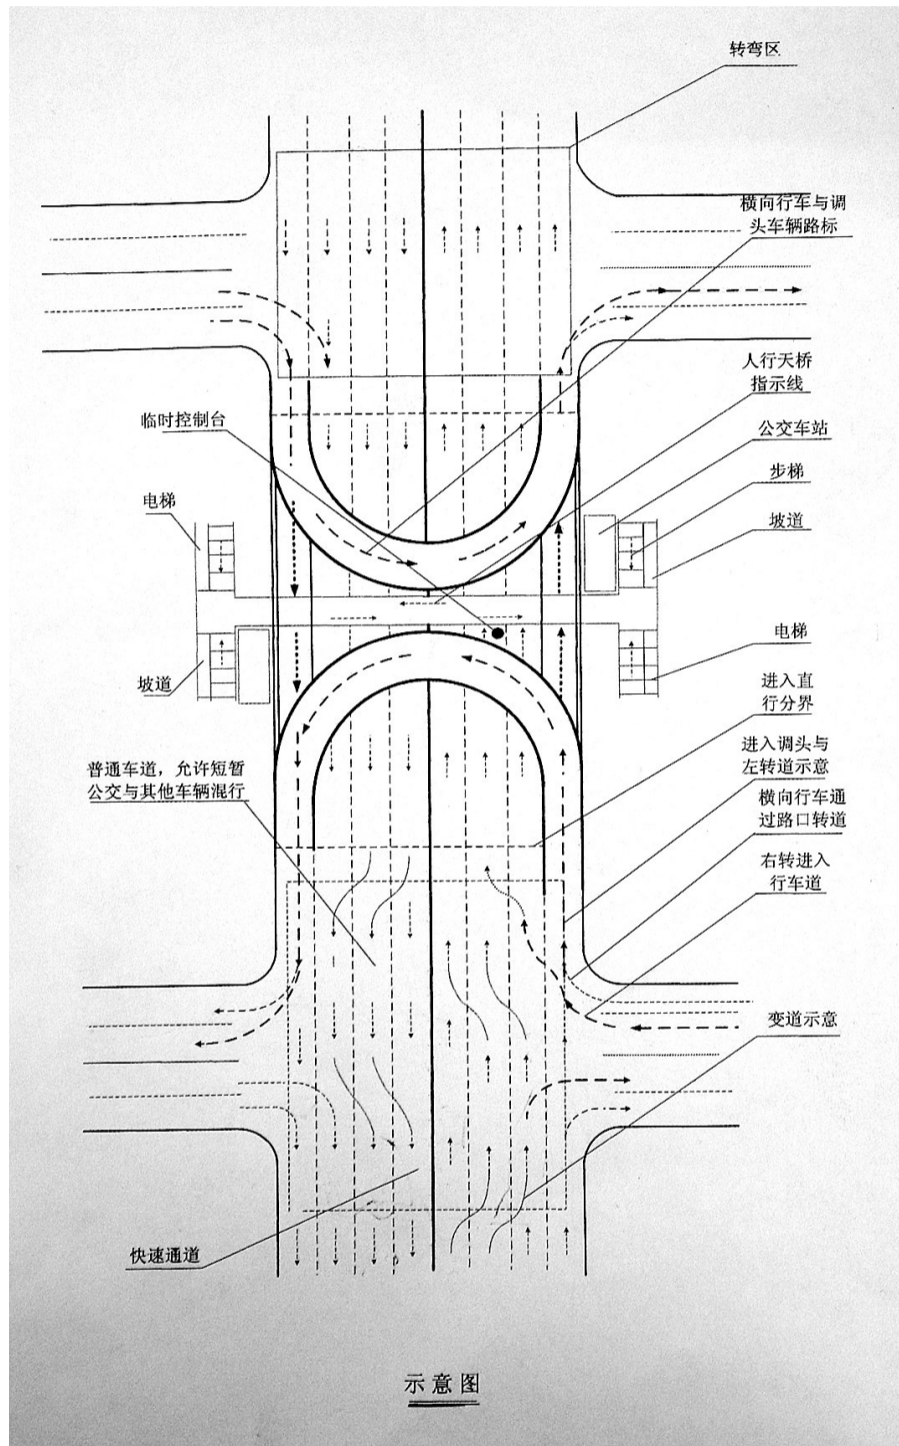 转弯区
横向行车与调
头车辆路标
人行天桥
指示线
临时控制台
公交车站
步梯
电梯
坡道
电梯
坡道
进入直
行分界
进入调头与
左转道示意
普通车道，允许短暂
公交与其他车辆混行
横向行车通
过路口转道
右转进入
行车道
变道示意
快速通道
示意图